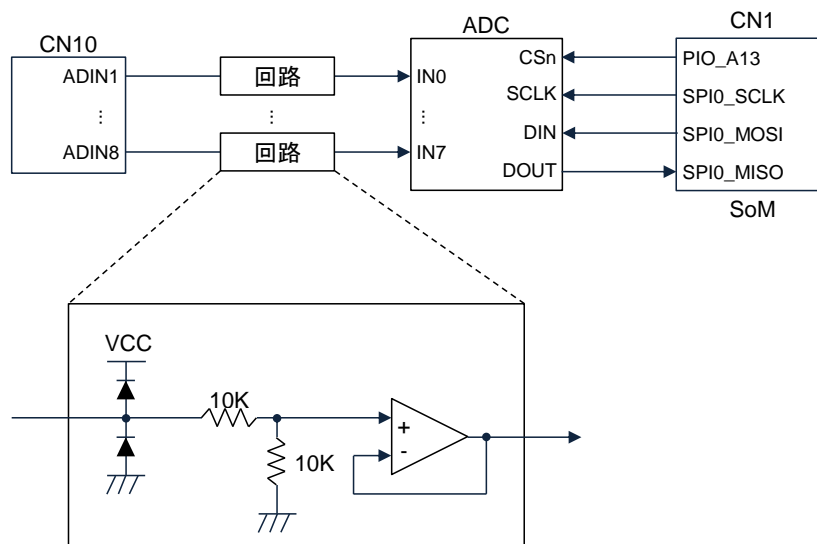 CN10
ADC
CN1
ADIN1
回路
IN0
CSn
PIO_A13
SCLK
SPI0_SCLK
⋮
⋮
⋮
DIN
SPI0_MOSI
ADIN8
回路
IN7
DOUT
SPI0_MISO
SoM
VCC
10K
10K
+
-